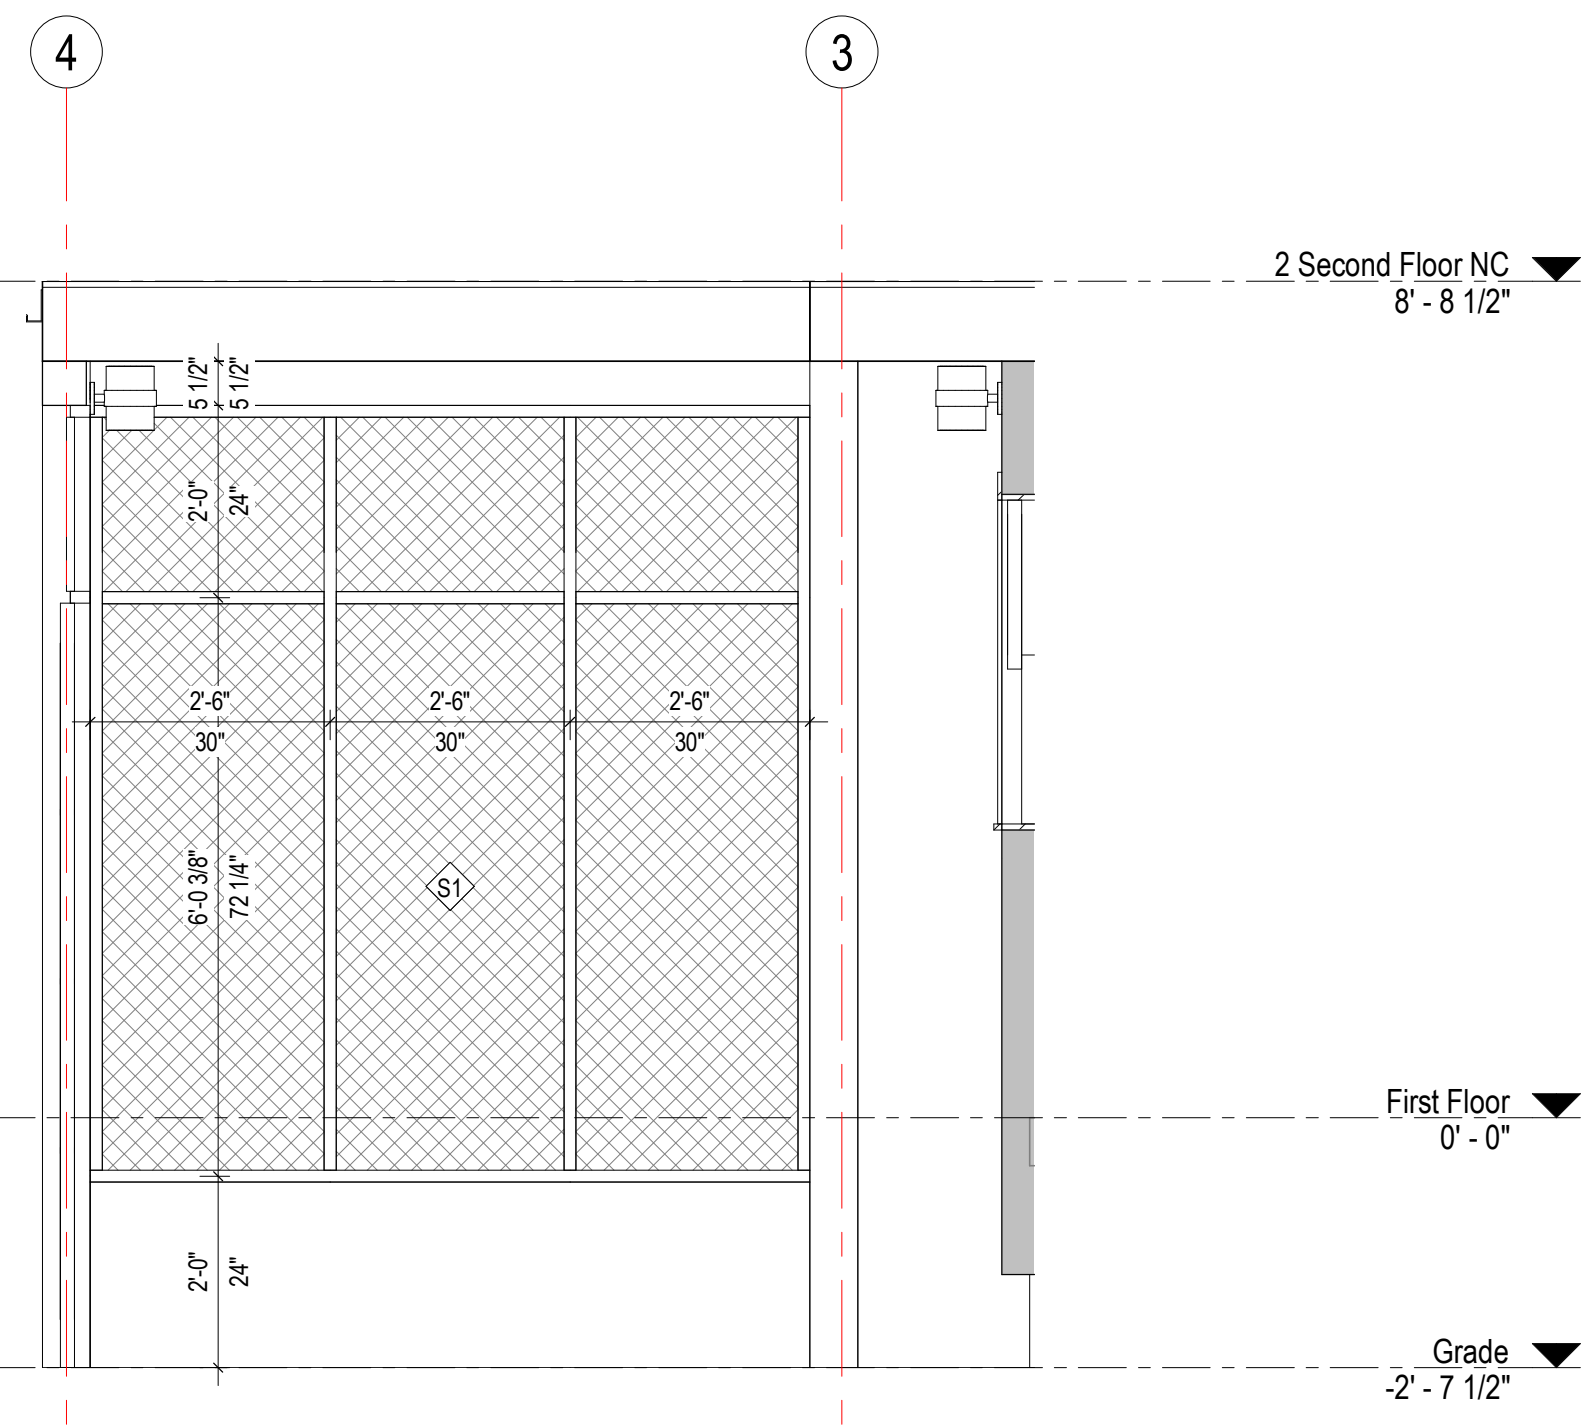 4
3
2 Second Floor NC
8' - 8 1/2"
5 1/2"
5 1/2"
2'-0"
24"
2'-6"
30"
2'-6"
30"
2'-6"
30"
6'-0 3/8"
72 1/4"
S1
First Floor
0' - 0"
2'-0"
24"
Grade
-2' - 7 1/2"